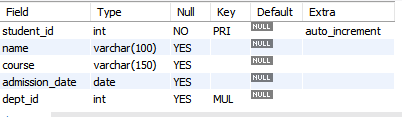 Field Type Null Key Default Extra
student_id int NO PRI NULL auto_increment
name varchar(100) YES NULL
course varchar(150) YES NULL
admission_date date YES NULL
dept_id int YES MUL NULL